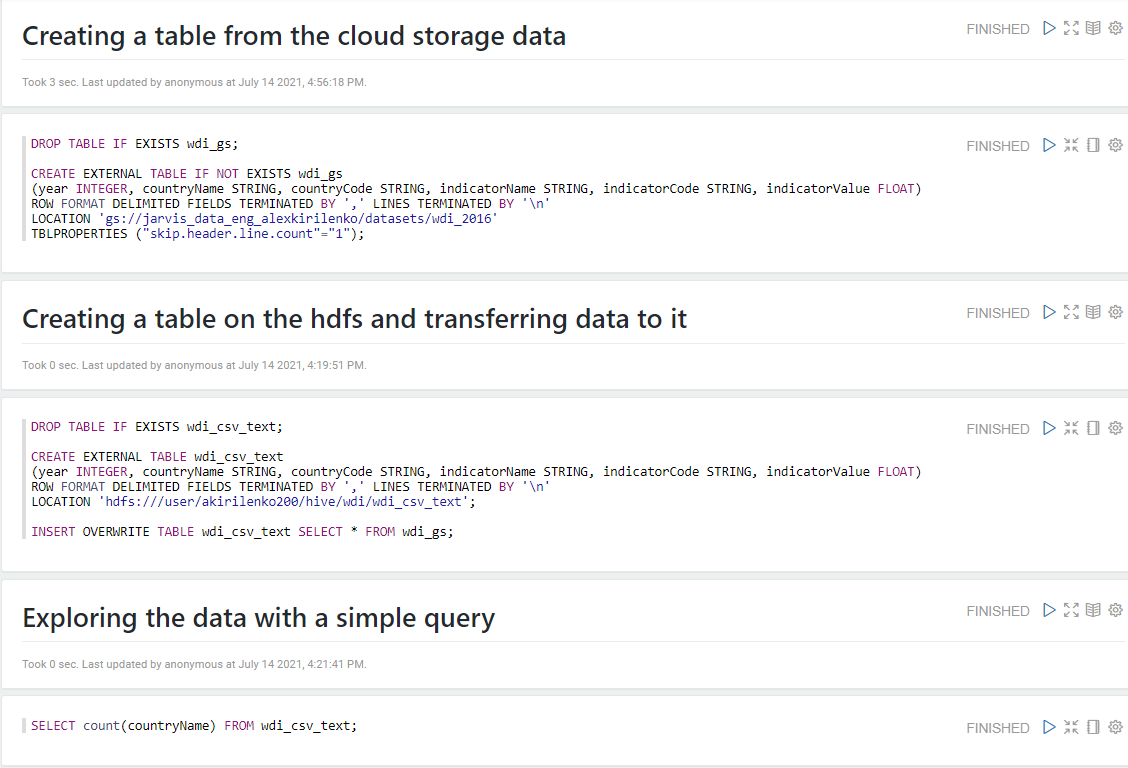 Creating a table from the cloud storage data
FINISHED
Took 3 sec. Last updated by anonymous at July 14 2021, 4:56:18 PM.
DROP TABLE IF EXISTS wdi_gs;
FINISHED
CREATE EXTERNAL TABLE IF NOT EXISTS wdi_gs
(year INTEGER, countryName STRING, countryCode STRING, indicatorName STRING, indicatorCode STRING, indicatorValue FLOAT)
ROW FORMAT DELIMITED FIELDS TERMINATED BY ',' LINES TERMINATED BY '\n'
LOCATION 'gs://jarvis_data_eng_alexkirilenko/datasets/wdi_2016'
TBLPROPERTIES ("skip.header.line.count"="1");
Creating a table on the hdfs and transferring data to it
FINISHED
Took 0 sec. Last updated by anonymous at July 14 2021, 4:19:51 PM.
DROP TABLE IF EXISTS wdi_csv_text;
FINISHED
CREATE EXTERNAL TABLE wdi_csv_text
(year INTEGER, countryName STRING, countryCode STRING, indicatorName STRING, indicatorCode STRING, indicatorValue FLOAT)
ROW FORMAT DELIMITED FIELDS TERMINATED BY ',' LINES TERMINATED BY '\n'
LOCATION 'hdfs:///user/akirilenko200/hive/wdi/wdi_csv_text';
INSERT OVERWRITE TABLE wdi_csv_text SELECT * FROM wdi_gs;
Exploring the data with a simple query
FINISHED
Took 0 sec. Last updated by anonymous at July 14 2021, 4:21:41 PM.
SELECT count(countryName) FROM wdi_csv_text;
FINISHED